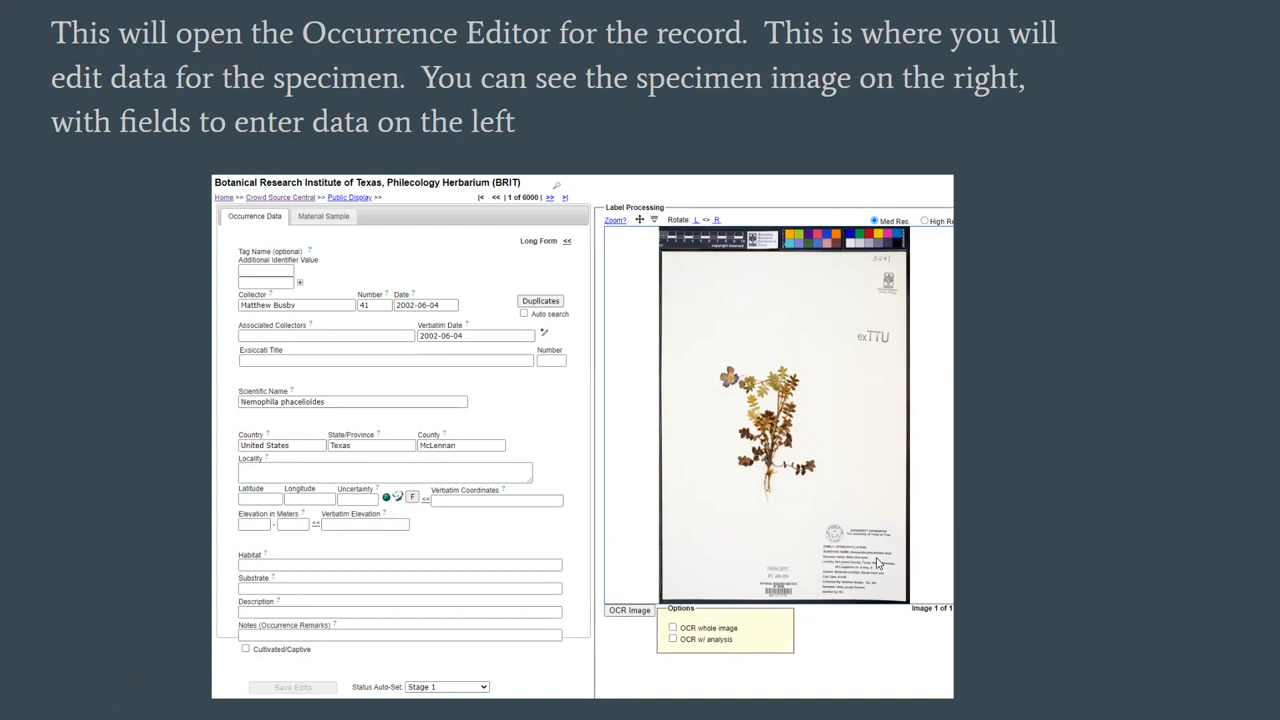 This will open the Occurrence Editor for the record. This is where you will
edit data for the specimen. You can see the specimen image on the right,
with fields to enter data on the left
Botanical Research Institute of Texas, Philecology Herbarium (BRIT)
Home >> Crowd Source Central >> Public Display >>
|< << | 1 of 6000 | >> >|
Occurrence Data
Material Sample
Long Form <<
Tag Name (optional) ?
Additional Identifier Value
Collector ? Number ? Date ?
Matthew Busby 41 2002-06-04
Duplicates
Auto search
Associated Collectors ? Verbatim Date ?
2002-06-04
Exsiccati Title Number
Scientific Name ?
Nemophila phacelioides
Country ? State/Province ? County ?
United States Texas McLennan
Locality ?
Latitude Longitude Uncertainty ? Verbatim Coordinates ?
F <<
Elevation in Meters ? Verbatim Elevation ?
- <<
Habitat ?
Substrate ?
Description ?
Notes (Occurrence Remarks) ?
Cultivated/Captive
Save Edits
Status Auto-Set: Stage 1
Label Processing
Zoom? Rotate: L <> R Med Res. High Res
5241
exTTU
IMAGED
OCR Image
Options
OCR whole image
OCR w/ analysis
Image 1 of 1